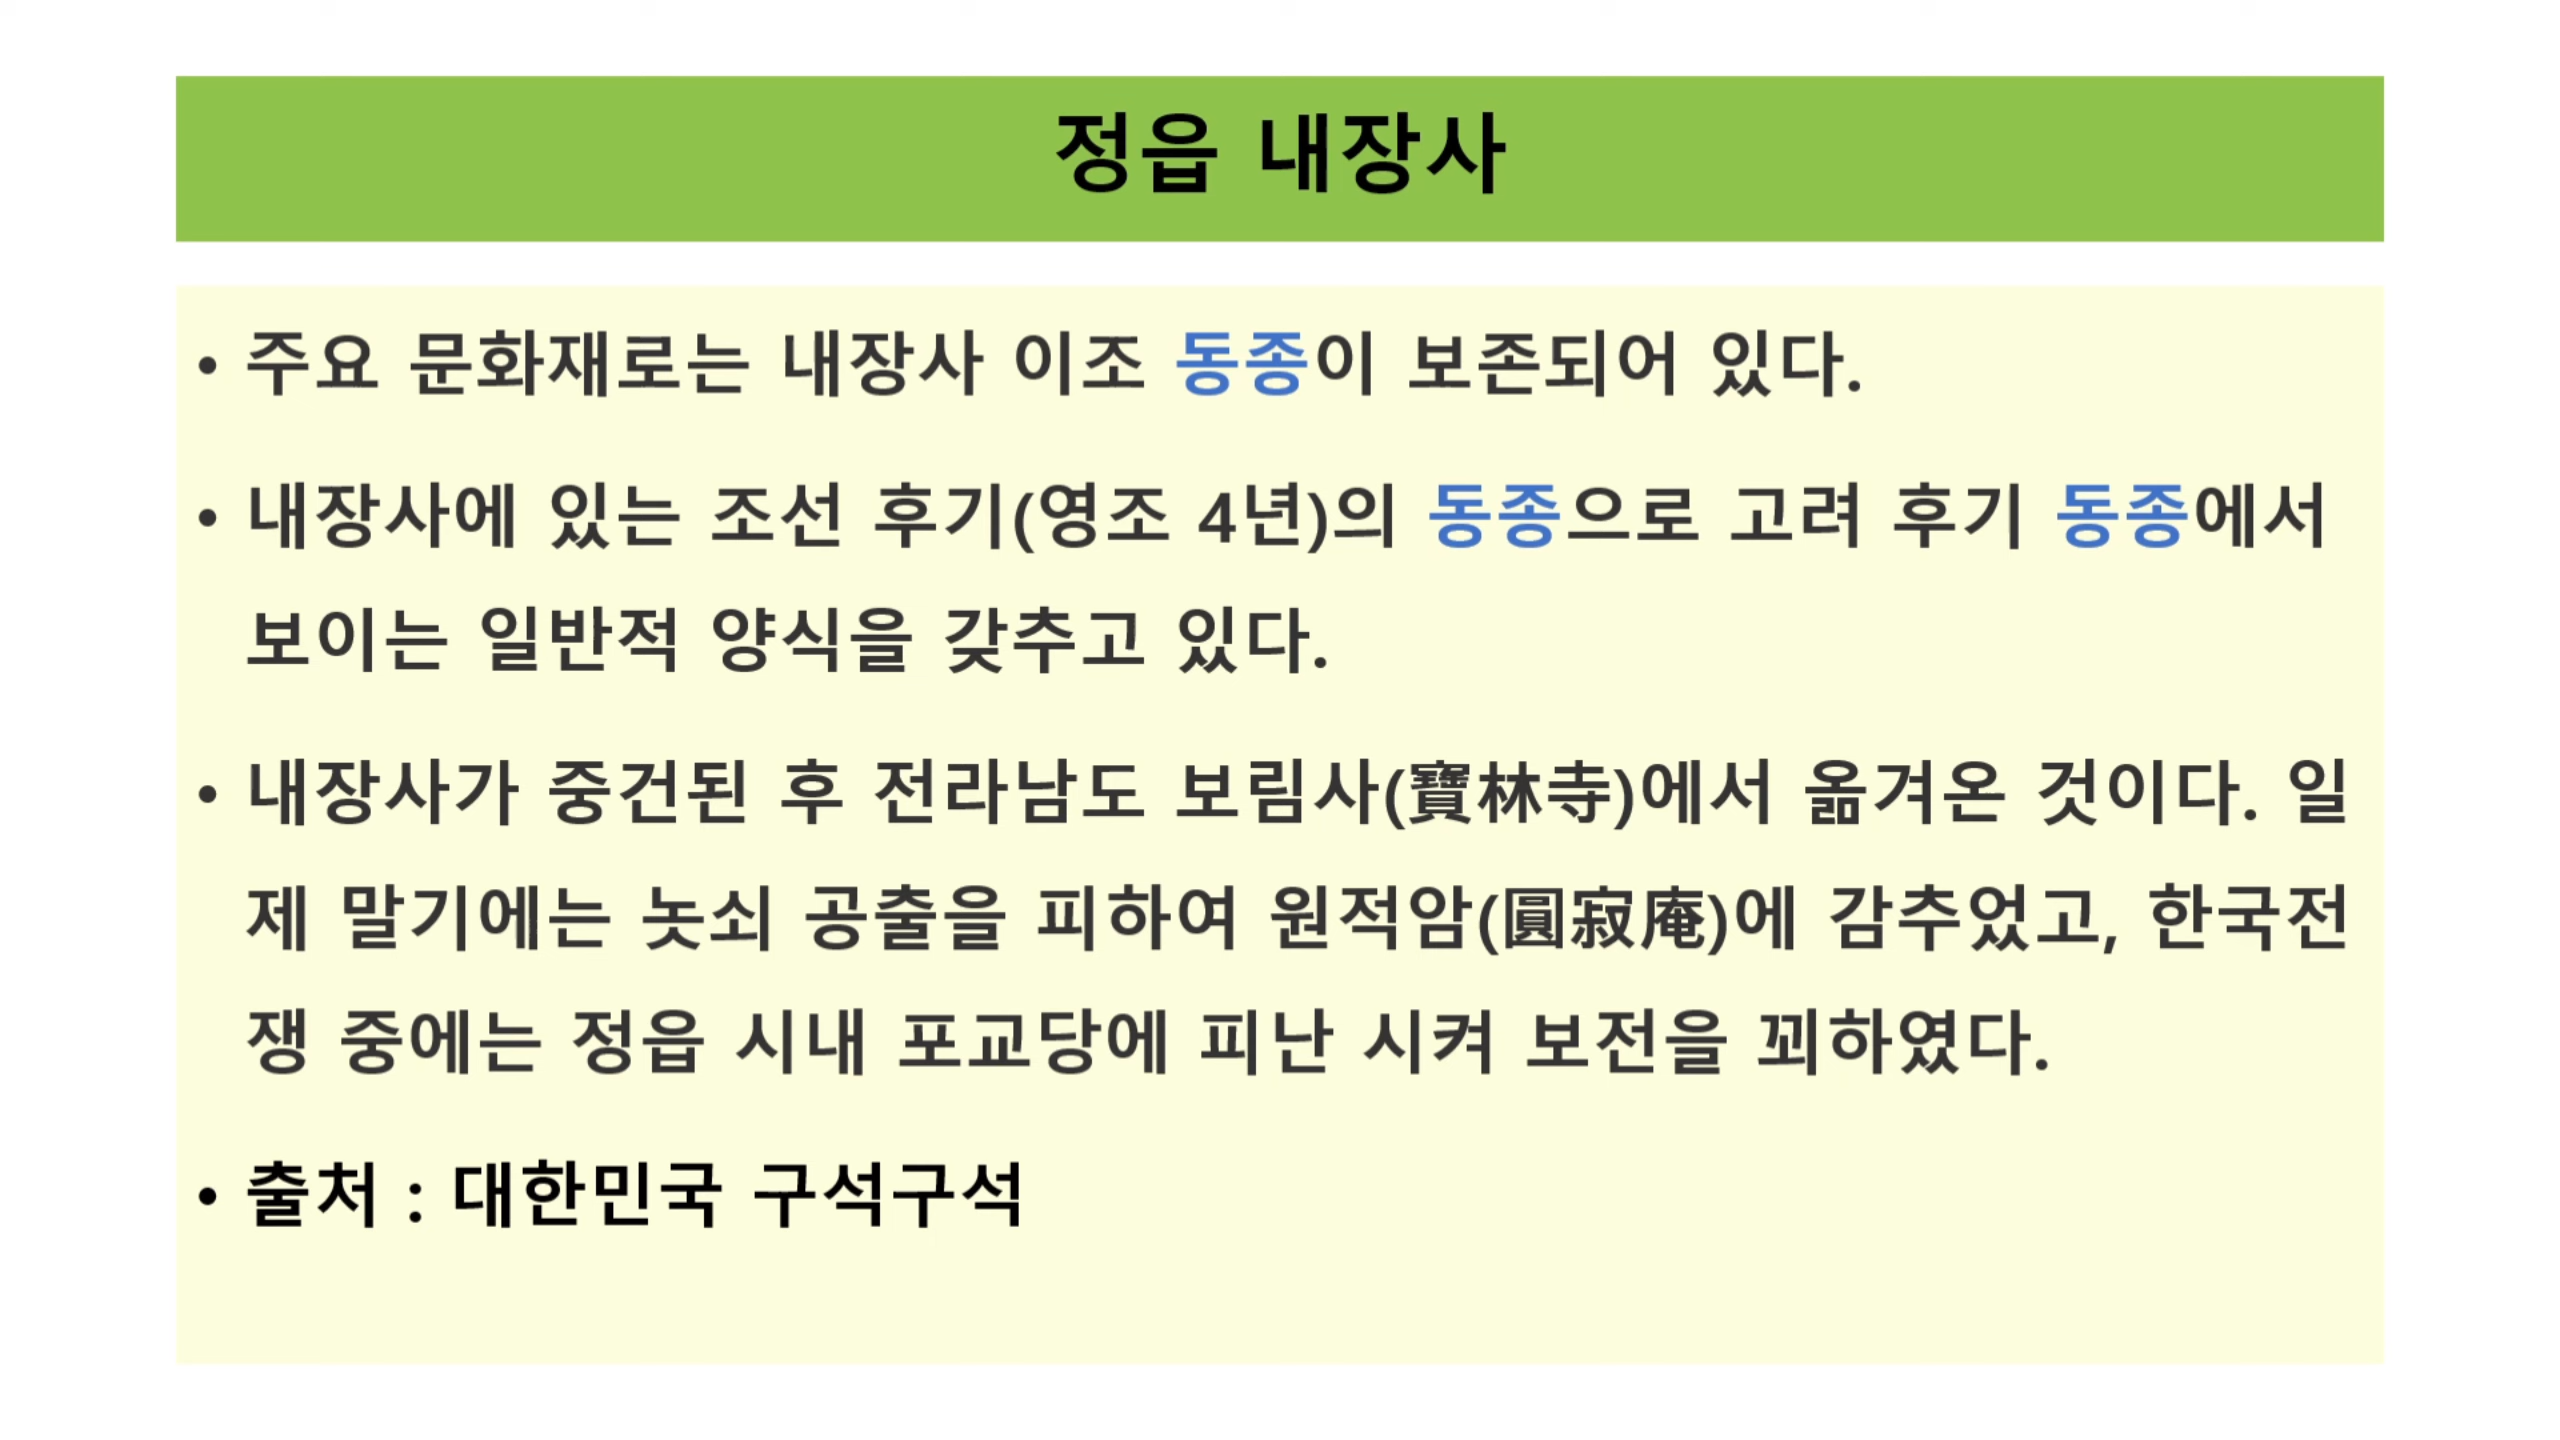 정읍 내장사
• 주요 문화재로는 내장사 이조 동종이 보존되어 있다.
• 내장사에 있는 조선 후기(영조 4년)의 동종으로 고려 후기 동종에서
보이는 일반적 양식을 갖추고 있다.
• 내장사가 중건된 후 전라남도 보림사(寶林寺)에서 옮겨온 것이다. 일
제 말기에는 놋쇠 공출을 피하여 원적암(圓寂庵)에 감추었고, 한국전
쟁 중에는 정읍 시내 포교당에 피난 시켜 보전을 꾀하였다.
• 출처 : 대한민국 구석구석